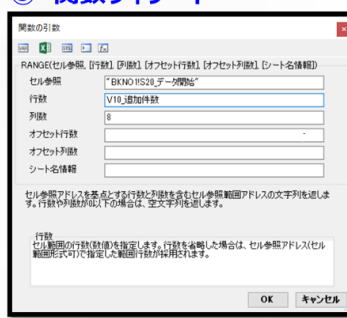 関数の引数
RANGE(セル参照, [行数], [列数], [オフセット行数], [オフセット列数], [シート名情報])
セル参照 "BKNO1!S20_データ開始"
行数 V10_追加件数
列数 8
オフセット行数
オフセット列数
シート名情報
セル参照アドレスを基点とする行数と列数を含むセル参照範囲アドレスの文字列を返しま
す。行数や列数が0以下の場合は、空文字列を返します。
行数
セル範囲の行数(数値)を指定します。行数を省略した場合は、セル参照アドレス(セル
範囲形式可)で指定した範囲行数が採用されます。
OK キャンセル